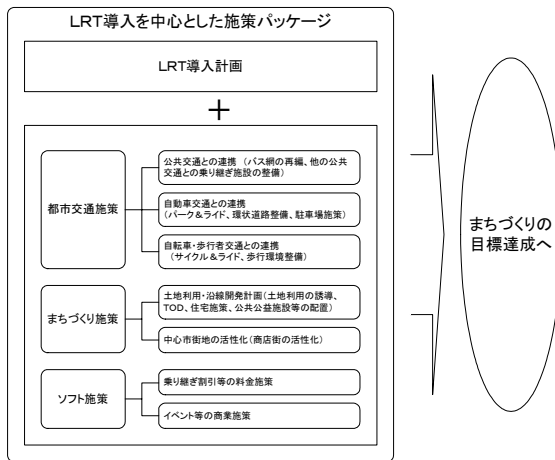 LRT導入を中心とした施策パッケージ
LRT導入計画
＋
都市交通施策
公共交通との連携　（バス網の再編、他の公共
交通との乗り継ぎ施設の整備）
自動車交通との連携
（パーク＆ライド、環状道路整備、駐車場施策）
自転車・歩行者交通との連携
（サイクル＆ライド、歩行環境整備）
まちづくり施策
土地利用・沿線開発計画（土地利用の誘導、
TOD、住宅施策、公共公益施設等の配置）
中心市街地の活性化（商店街の活性化）
ソフト施策
乗り継ぎ割引等の料金施策
イベント等の商業施策
まちづくりの
目標達成へ